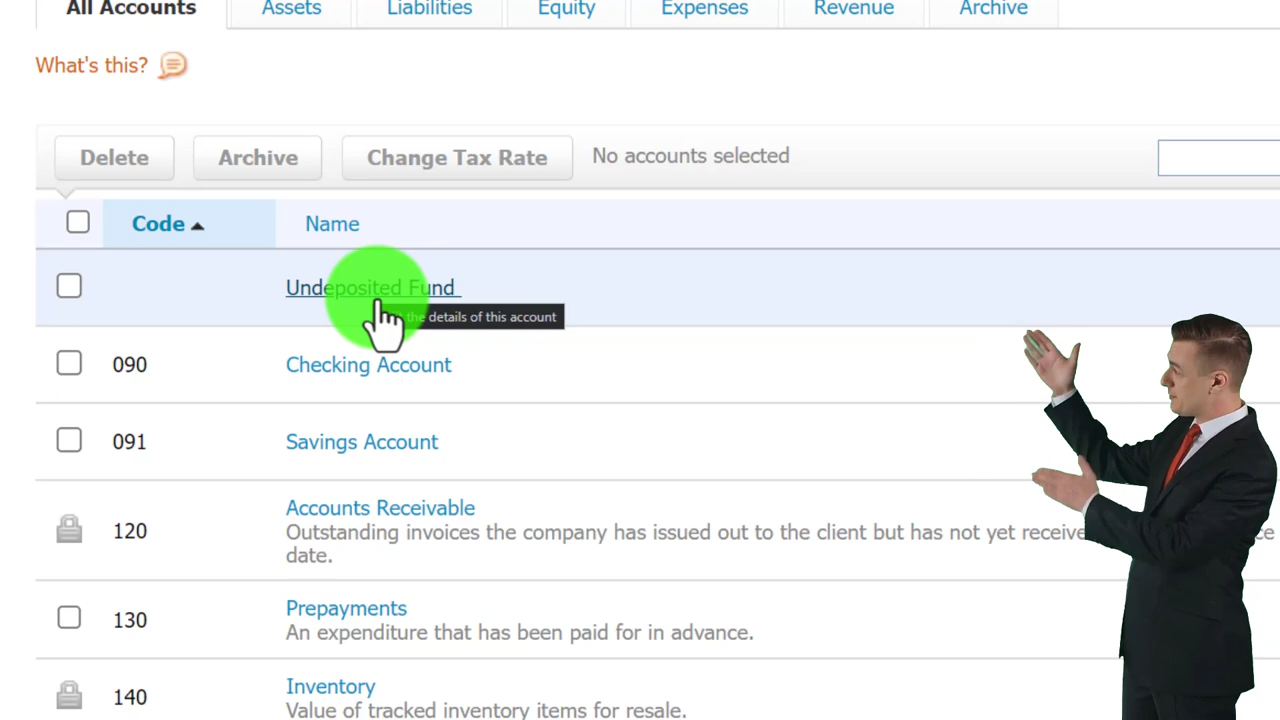 All Accounts Assets Liabilities Equity Expenses Revenue Archive
What's this?
Delete Archive Change Tax Rate No accounts selected
Code Name
Undeposited Fund
the details of this account
090 Checking Account
091 Savings Account
Accounts Receivable
120 Outstanding invoices the company has issued out to the client but has not yet receive
date.
Prepayments
130 An expenditure that has been paid for in advance.
Inventory
140 Value of tracked inventory items for resale.